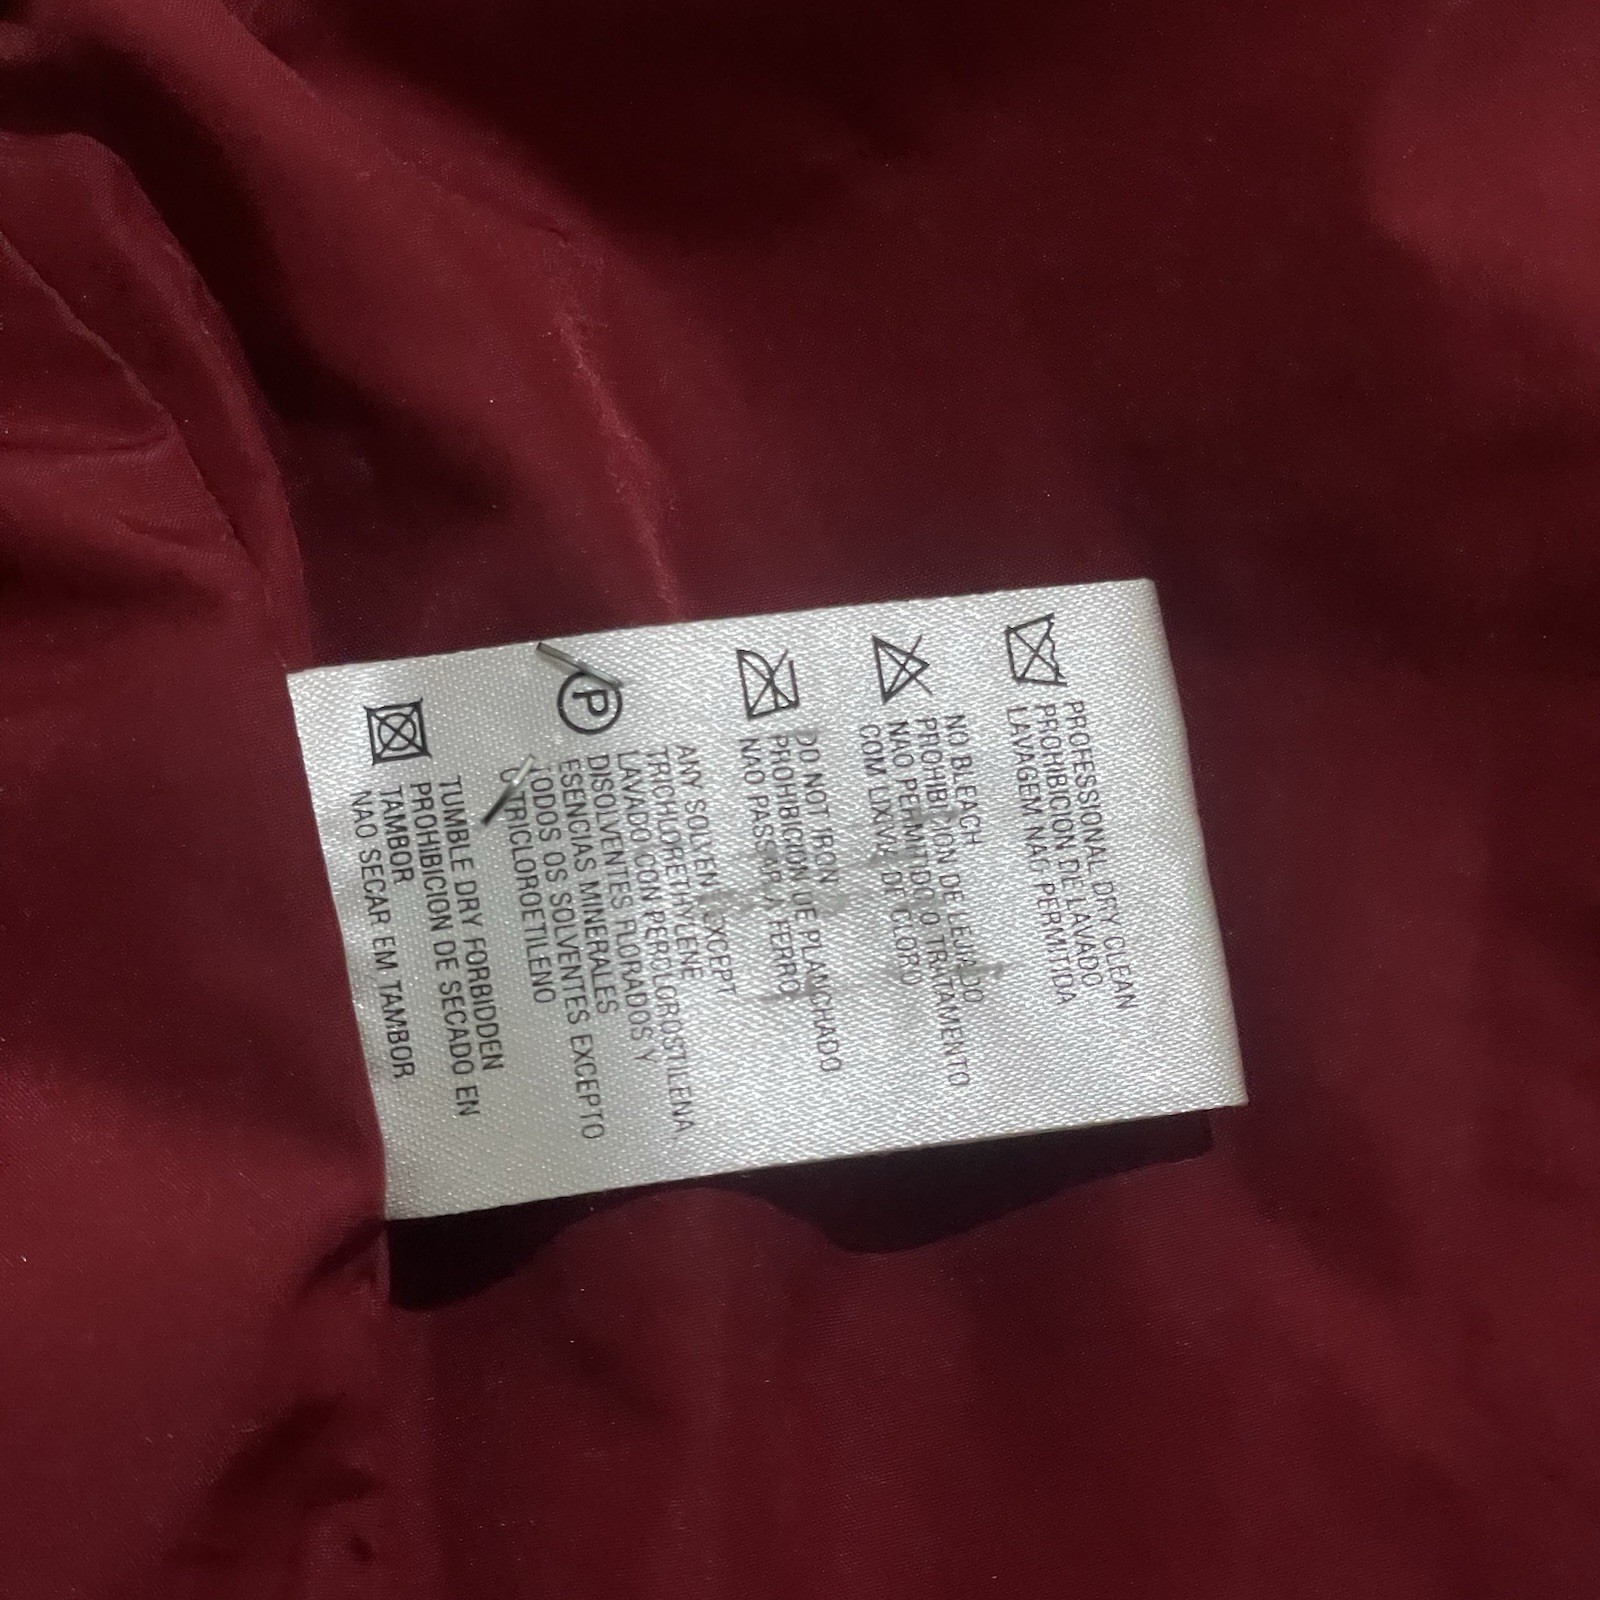 PROFESSIONAL DRY CLEAN
PROHIBICION DE LAVADO
LAVAGEM NAO PERMITIDA
NO BLEACH
PROHIBICION DE LEJIADO
NAO PERMITIDO O TRATAMENTO
COM LIXIVIA DE CLORO
DO NOT IRON
PROHIBICION DE PLANCHADO
NAO PASSAR A FERRO
ANY SOLVEN EXCEPT
TRICHLORETHYLENE
LAVADO CON PERCLOROSTILENA,
DISOLVENTES FLORADOS Y
ESENCIAS MINERALES
TODOS OS SOLVENTES EXCEPTO
TRICLOROETILENO
P
TUMBLE DRY FORBIDDEN
PROHIBICION DE SECADO EN
TAMBOR
NAO SECAR EM TAMBOR